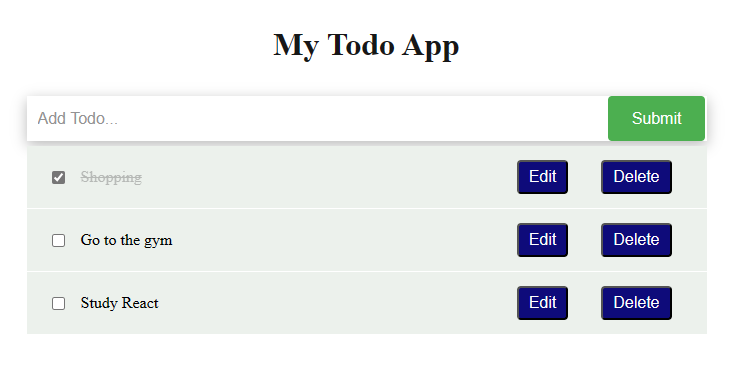 My Todo App
Add Todo... Submit
Shopping Edit Delete
Go to the gym Edit Delete
Study React Edit Delete